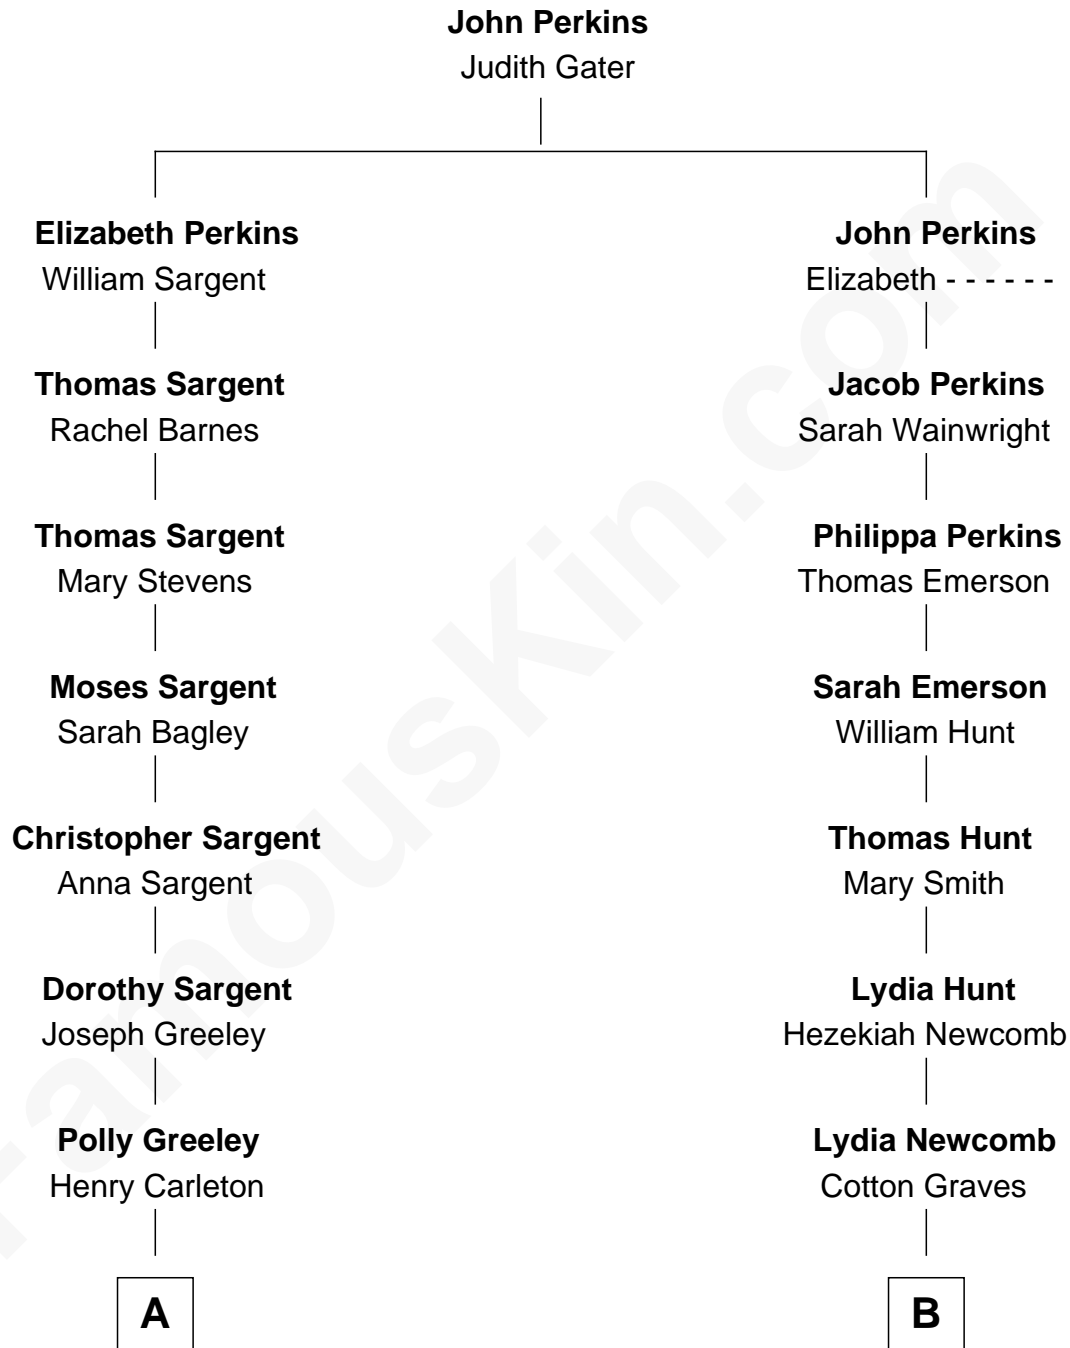 John Perkins
Judith Gater
Elizabeth Perkins
William Sargent
John Perkins
Elizabeth - - - - - -
Thomas Sargent
Rachel Barnes
Jacob Perkins
Sarah Wainwright
Thomas Sargent
Mary Stevens
Philippa Perkins
Thomas Emerson
Moses Sargent
Sarah Bagley
Sarah Emerson
William Hunt
Christopher Sargent
Anna Sargent
Thomas Hunt
Mary Smith
Dorothy Sargent
Joseph Greeley
Lydia Hunt
Hezekiah Newcomb
Polly Greeley
Henry Carleton
Lydia Newcomb
Cotton Graves
A
B
FamousKin.com